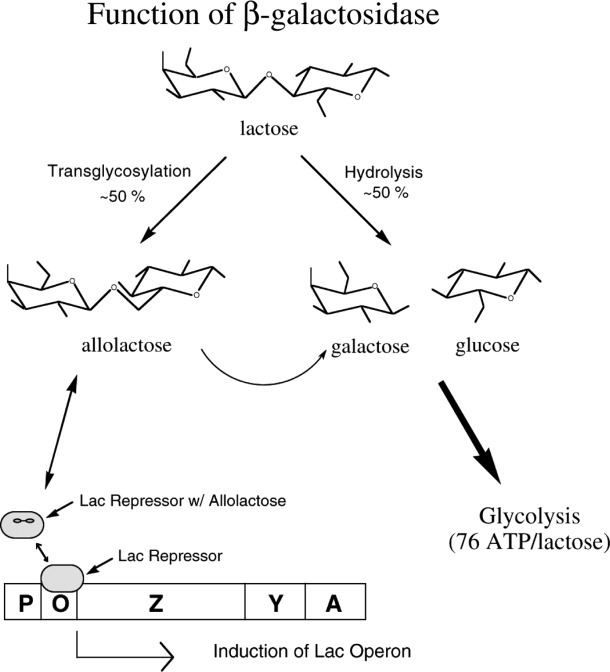 Function of β-galactosidase
O
O
O
lactose
Transglycosylation
~50 %
Hydrolysis
~50 %
O
O
O
O
O
allolactose
galactose
glucose
Lac Repressor w/ Allolactose
Glycolysis
(76 ATP/lactose)
Lac Repressor
P O Z Y A
Induction of Lac Operon